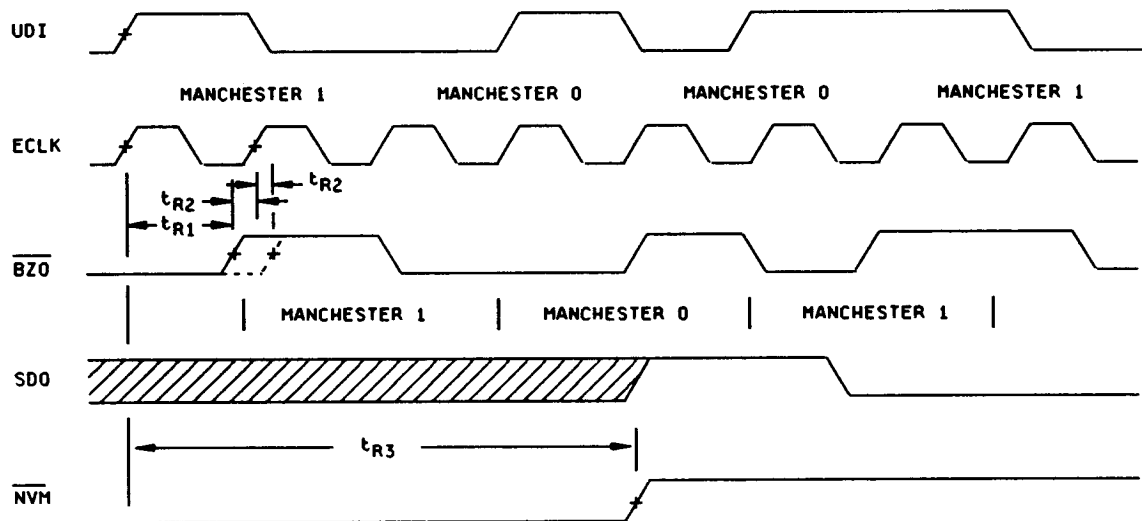 UDI
MANCHESTER 1 MANCHESTER 0 MANCHESTER 0 MANCHESTER 1
ECLK
tR2
tR2
tR1
BZO
MANCHESTER 1 MANCHESTER 0 MANCHESTER 1
SDO
tR3
NVM